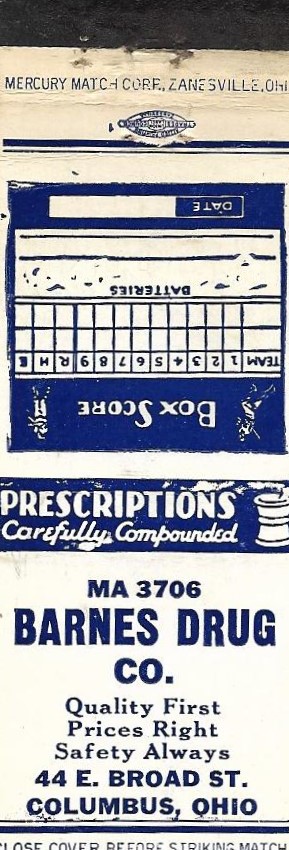 MERCURY MATCH CORP., ZANESVILLE, OHI
DATE
BATTERIES
TEAM 1 2 3 4 5 6 7 8 9 R H E
BOX SCORE
PRESCRIPTIONS
Carefully Compounded
MA 3706
BARNES DRUG
CO.
Quality First
Prices Right
Safety Always
44 E. BROAD ST.
COLUMBUS, OHIO
CLOSE COVER BEFORE STRIKING MATCH